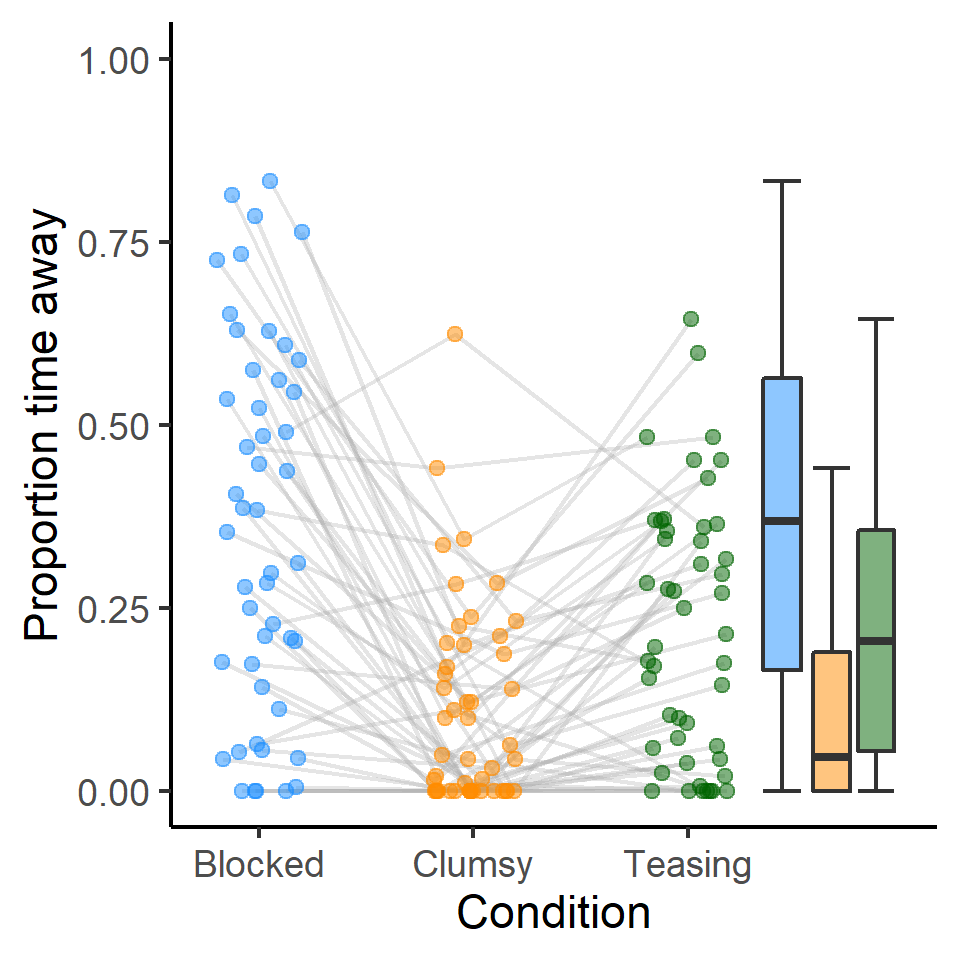 Proportion time away
1.00
0.75
0.50
0.25
0.00
Blocked
Clumsy
Teasing
Condition